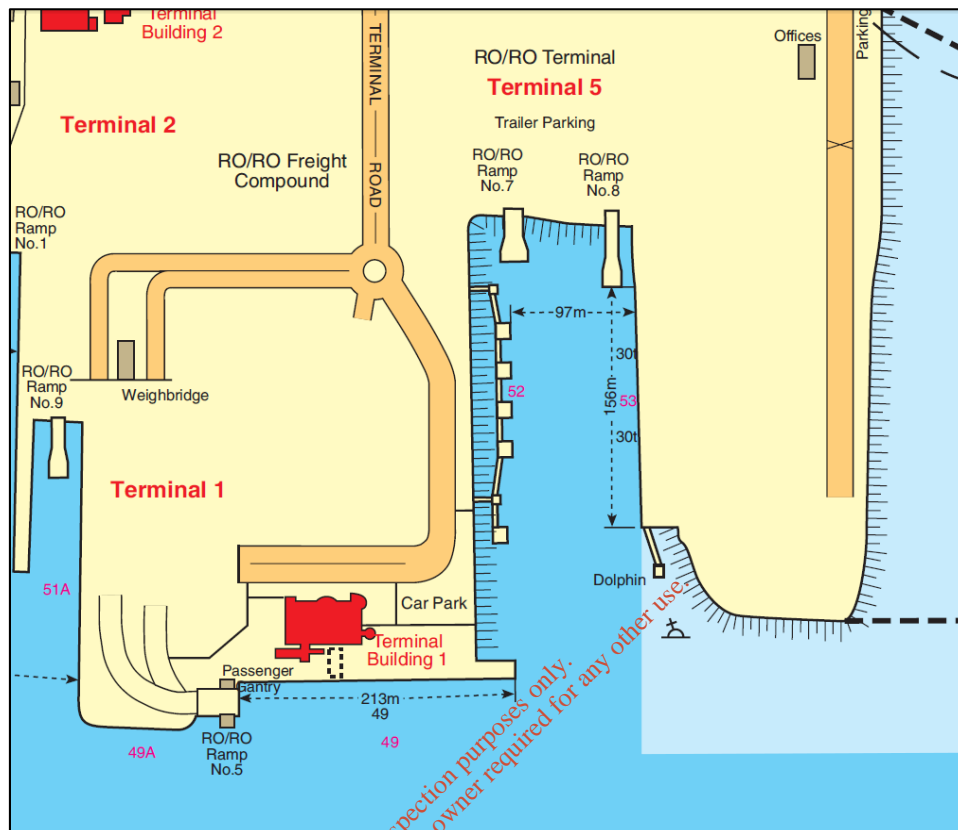 Terminal
Building 2
TERMINAL
ROAD
RO/RO Terminal
Terminal 5
Offices
Parking
Terminal 2
Trailer Parking
RO/RO Freight
Compound
RO/RO
Ramp
No.7
RO/RO
Ramp
No.8
RO/RO
Ramp
No.1
97m
30t
156m
53
30t
52
RO/RO
Ramp
No.9
Weighbridge
Terminal 1
51A
Dolphin
Car Park
Terminal
Building 1
Passenger
Gantry
213m
49
49
49A
RO/RO
Ramp
No.5
spection purposes only.
owner required for any other use.